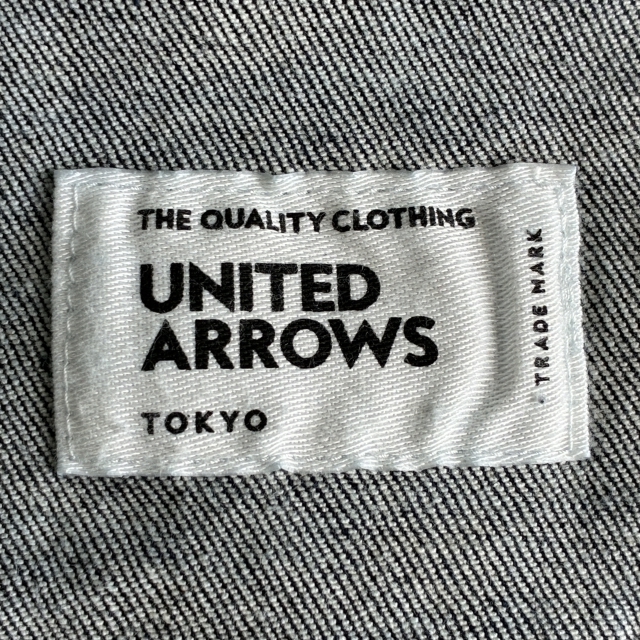 THE QUALITY CLOTHING
UNITED
ARROWS
TOKYO
TRADE MARK